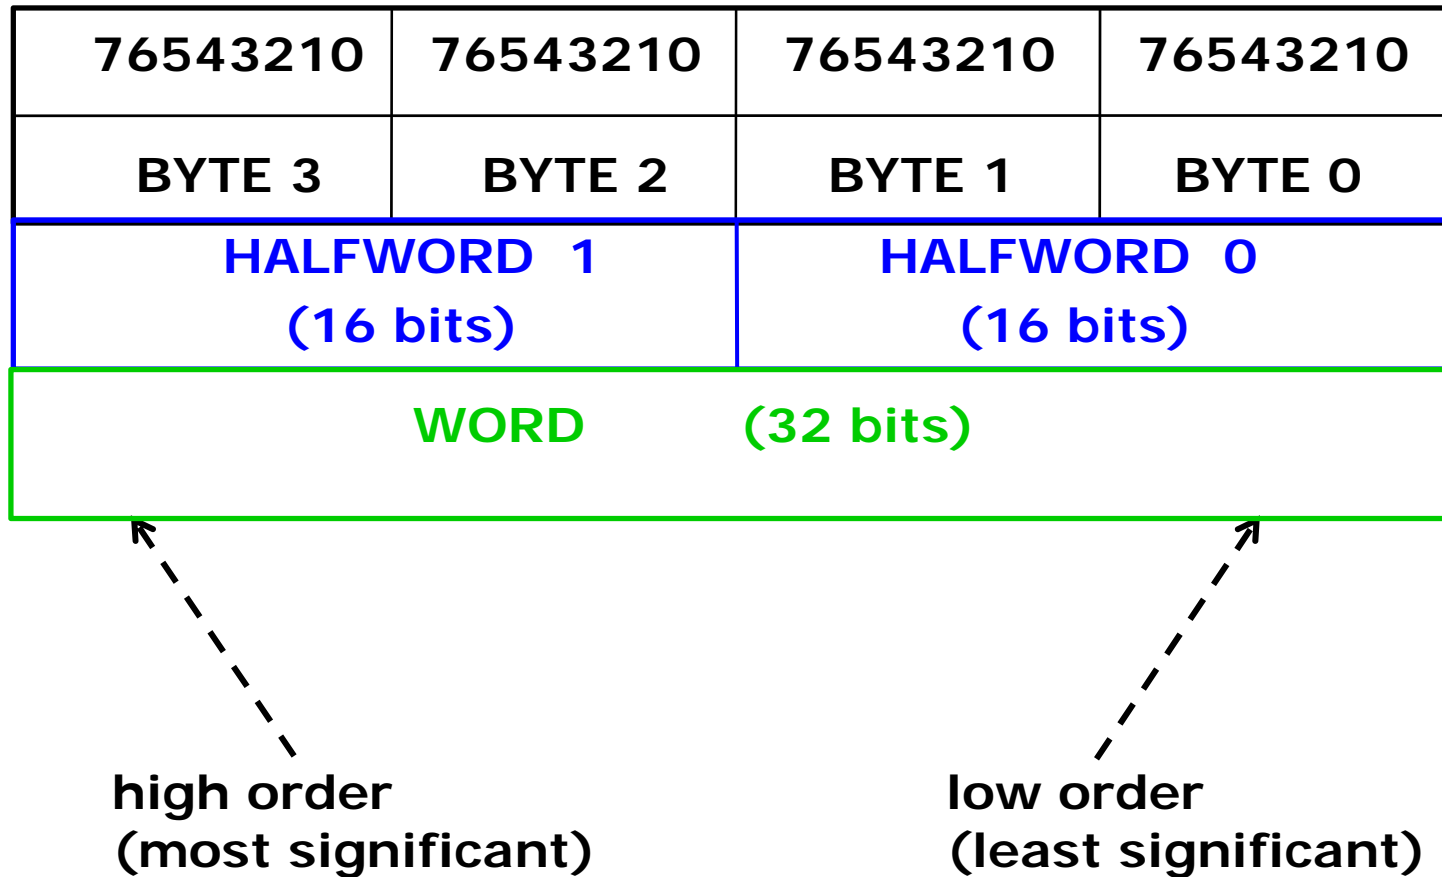 76543210 76543210 76543210 76543210
BYTE 3 BYTE 2 BYTE 1 BYTE 0
HALFWORD 1 HALFWORD 0
(16 bits) (16 bits)
WORD (32 bits)
high order low order
(most significant) (least significant)